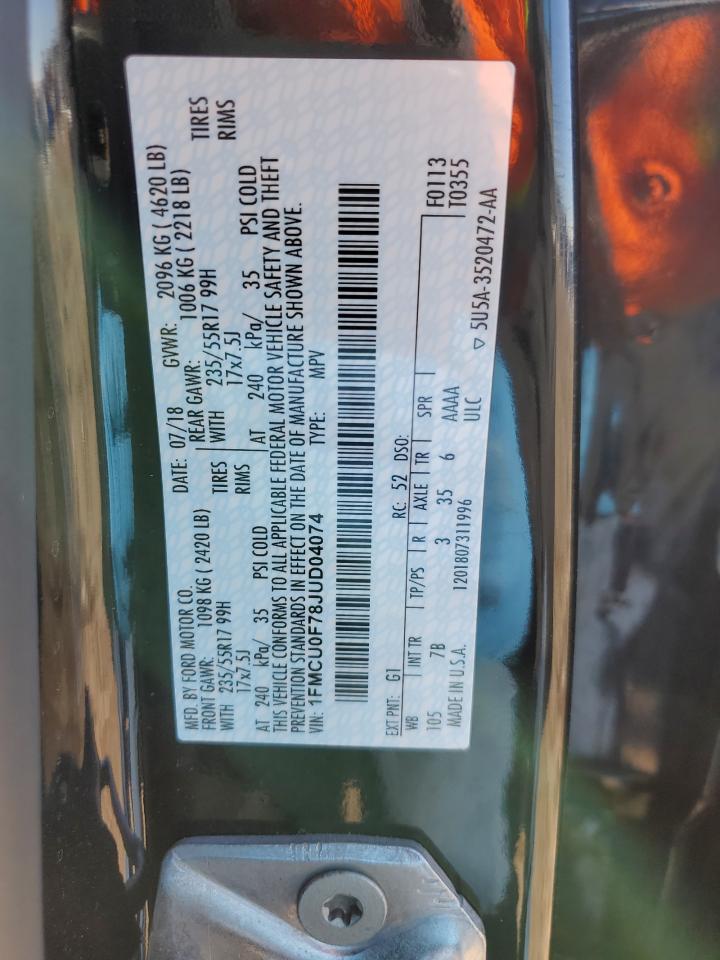 MFD. BY FORD MOTOR CO.
DATE: 07/18 GVWR: 2096 KG ( 4620 LB)
FRONT GAWR: 1098 KG ( 2420 LB) REAR GAWR: 1006 KG ( 2218 LB)
WITH 235/55R17 99H TIRES WITH 235/55R17 99H TIRES
17x7.5J RIMS 17x7.5J RIMS
AT 240 kPa/ 35 PSI COLD AT 240 kPa/ 35 PSI COLD
THIS VEHICLE CONFORMS TO ALL APPLICABLE FEDERAL MOTOR VEHICLE SAFETY AND THEFT
PREVENTION STANDARDS IN EFFECT ON THE DATE OF MANUFACTURE SHOWN ABOVE.
VIN: 1FMCU0F78JUD04074 TYPE: MPV
EXT PNT: G1 RC: 52 DSO: F0113
WB INT TR TP/PS R AXLE TR SPR T0355
105 7B 3 35 6 AAAA
MADE IN U.S.A. 1201807311996 ULC
▽ 5U5A-3520472-AA